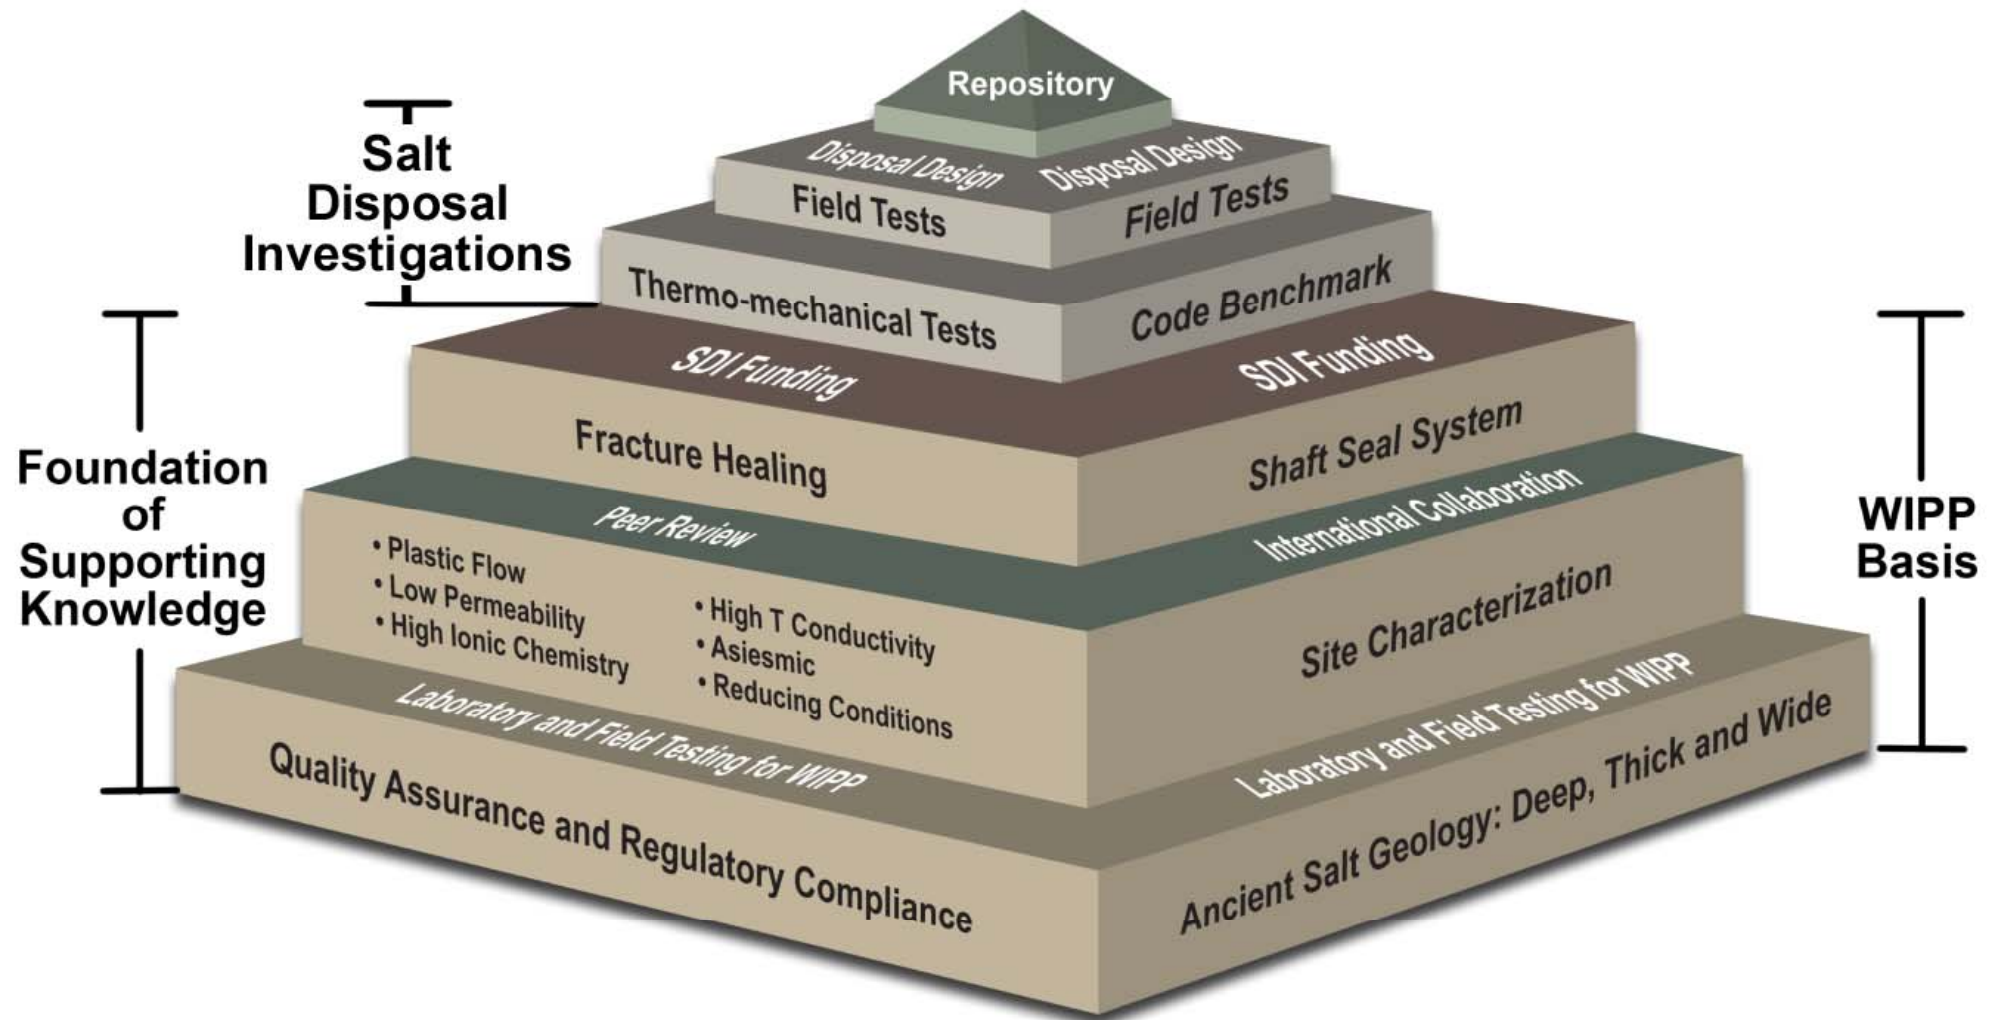 Repository
Disposal Design
Disposal Design
Field Tests
Field Tests
Salt
Disposal
Investigations
Thermo-mechanical Tests
Code Benchmark
SDI Funding
SDI Funding
Fracture Healing
Shaft Seal System
Foundation
of
Supporting
Knowledge
WIPP
Basis
Peer Review
International Collaboration
• Plastic Flow
• Low Permeability
• High Ionic Chemistry
• High T Conductivity
• Asiesmic
• Reducing Conditions
Site Characterization
Laboratory and Field Testing for WIPP
Laboratory and Field Testing for WIPP
Quality Assurance and Regulatory Compliance
Ancient Salt Geology: Deep, Thick and Wide